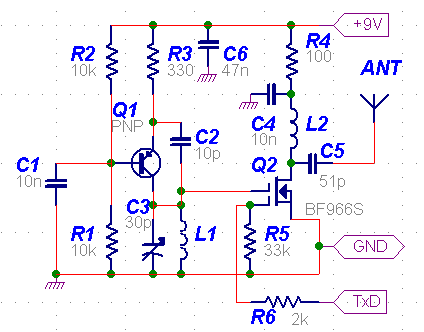 +9V
R2
10k
R3
330
C6
47n
R4
100
ANT
Q1
PNP
C4
10n
L2
C2
10p
Q2
C5
51p
C1
10n
BF966S
C3
30p
R1
10k
L1
R5
33k
GND
TxD
R6
2k